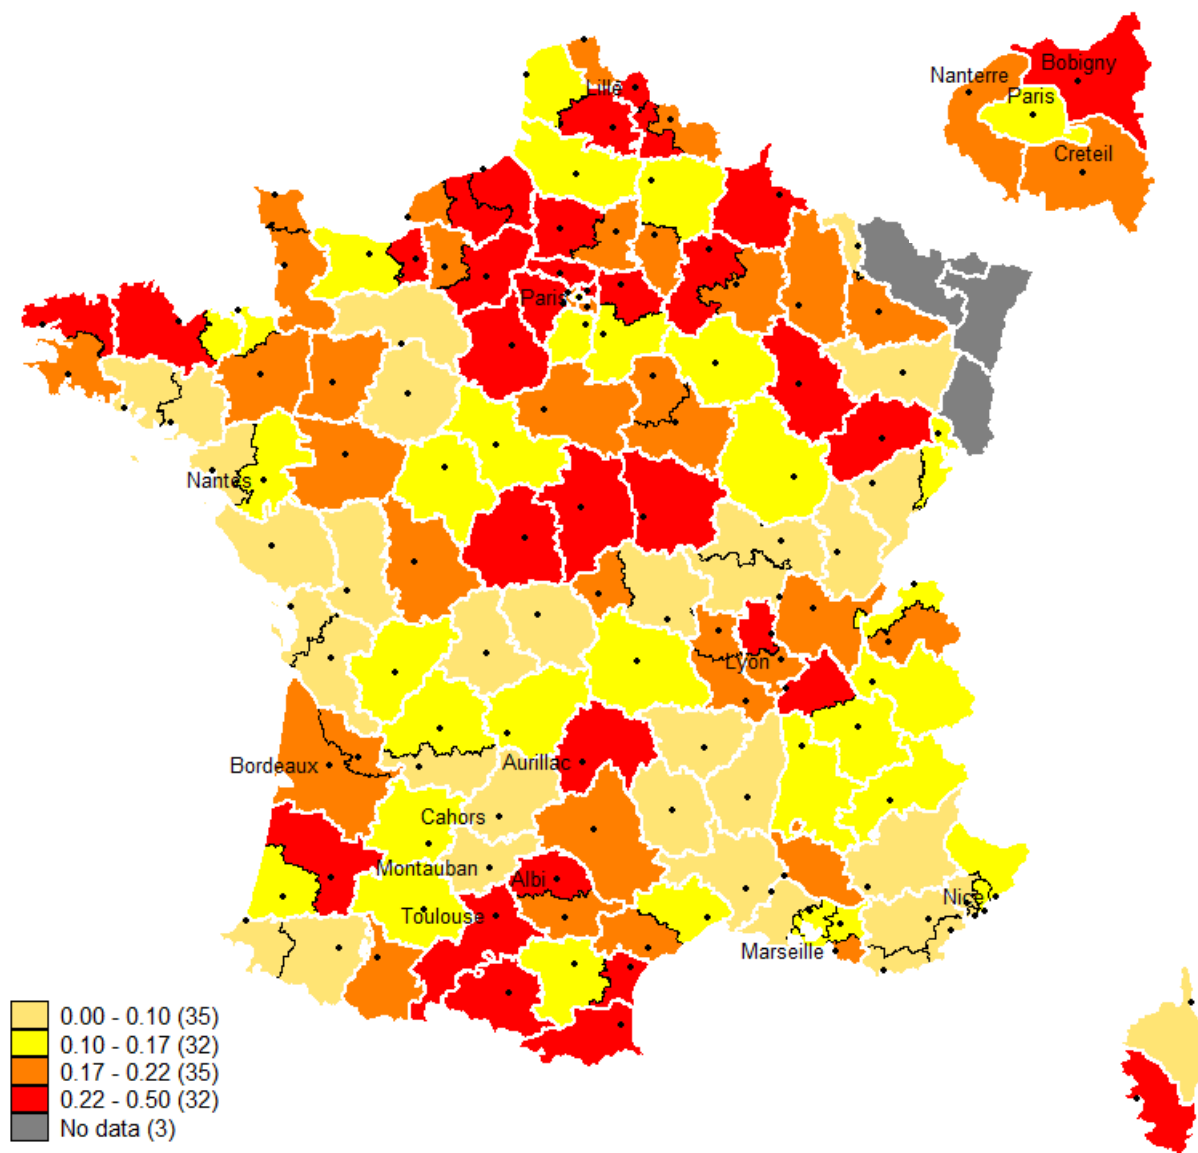 Bobigny
Nanterre
Paris
Creteil
Lille
Paris
Nantes
Lyon
Bordeaux
Aurillac
Cahors
Montauban
Albi
Toulouse
Nice
Marseille
0.00 - 0.10 (35)
0.10 - 0.17 (32)
0.17 - 0.22 (35)
0.22 - 0.50 (32)
No data (3)